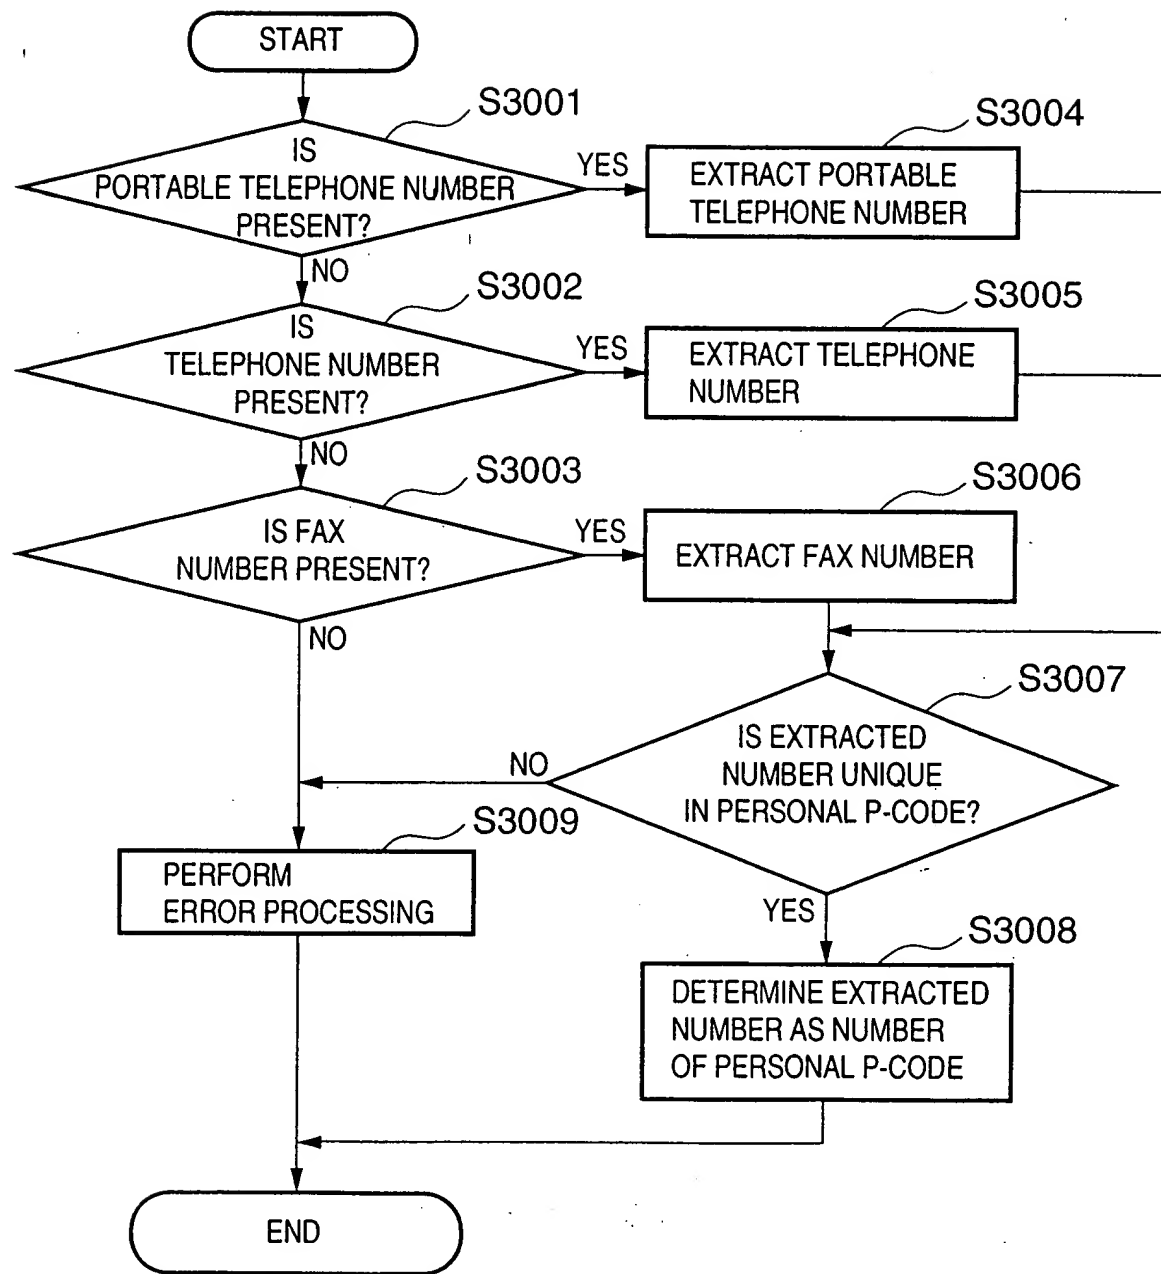 START
S3001
IS
PORTABLE TELEPHONE NUMBER
PRESENT?
YES
S3004
EXTRACT PORTABLE
TELEPHONE NUMBER
NO
S3002
IS
TELEPHONE NUMBER
PRESENT?
YES
S3005
EXTRACT TELEPHONE
NUMBER
NO
S3003
IS FAX
NUMBER PRESENT?
YES
S3006
EXTRACT FAX NUMBER
NO
S3007
IS EXTRACTED
NUMBER UNIQUE
IN PERSONAL P-CODE?
NO
S3009
PERFORM
ERROR PROCESSING
YES
S3008
DETERMINE EXTRACTED
NUMBER AS NUMBER
OF PERSONAL P-CODE
END